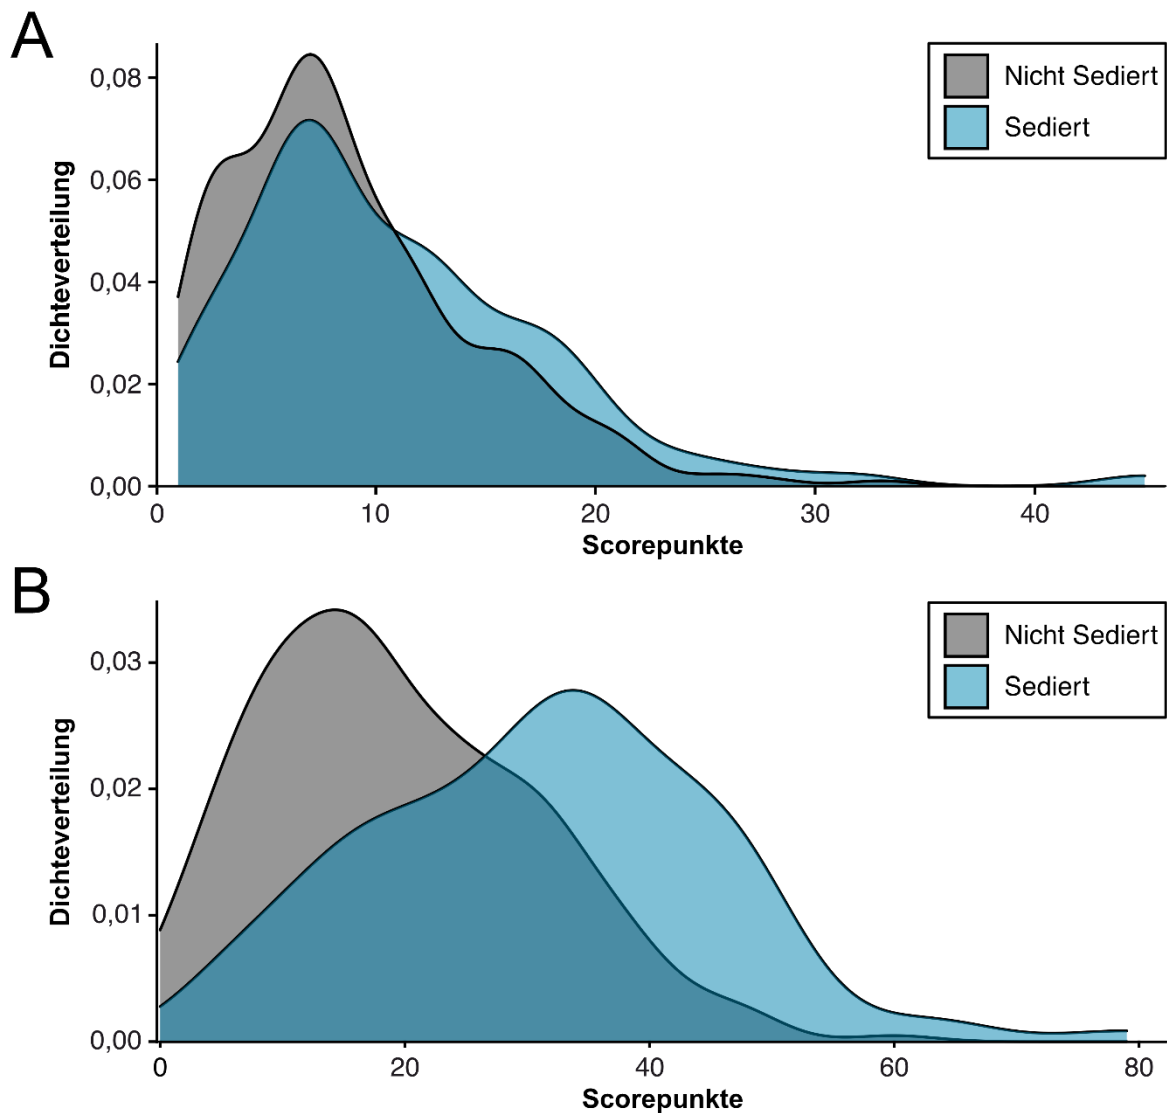 A
0,08
0,06
0,04
0,02
0,00
Dichteverteilung
Nicht Sediert
Sediert
0 10 20 30 40
Scorepunkte
B
0,03
0,02
0,01
0,00
Dichteverteilung
Nicht Sediert
Sediert
0 20 40 60 80
Scorepunkte